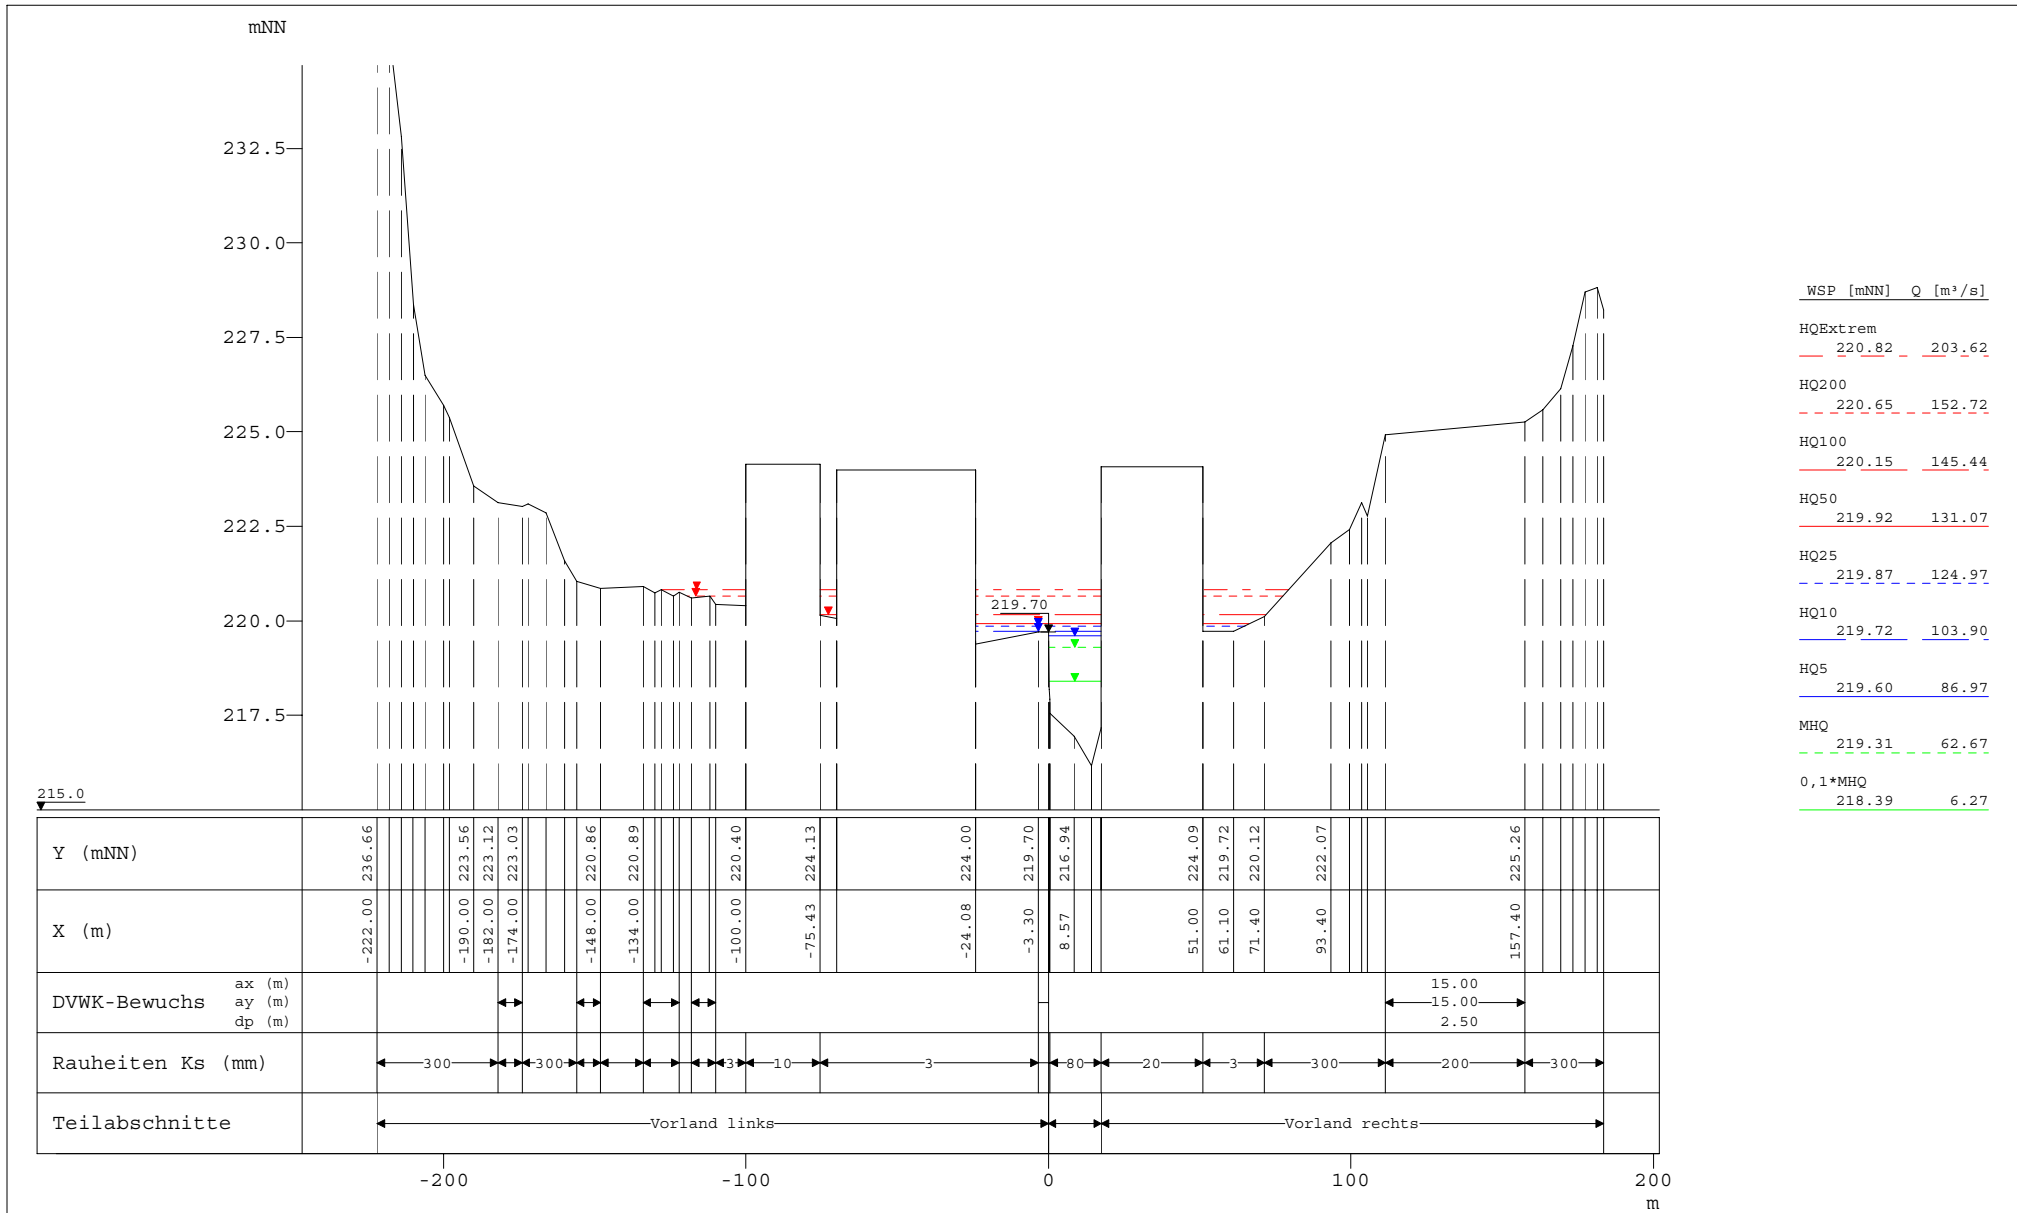 mNN
232.5
230.0
227.5
225.0
222.5
220.0
217.5
215.0
219.70
WSP [mNN] Q [m³/s]
HQExtrem
220.82 203.62
HQ200
220.65 152.72
HQ100
220.15 145.44
HQ50
219.92 131.07
HQ25
219.87 124.97
HQ10
219.72 103.90
HQ5
219.60 86.97
MHQ
219.31 62.67
0,1*MHQ
218.39 6.27
Y (mNN) 236.66 223.56 223.12 223.03 220.86 220.89 220.40 224.13 224.00 219.70 216.94 224.09 219.72 220.12 222.07 225.26
X (m) -222.00 -190.00 -182.00 -174.00 -148.00 -134.00 -100.00 -75.43 -24.08 -3.30 8.57 51.00 61.10 71.40 93.40 157.40
ax (m) 15.00
DVWK-Bewuchs ay (m) 15.00
dp (m) 2.50
Rauheiten Ks (mm) 300 300 3 10 3 80 20 3 300 200 300
Teilabschnitte Vorland links Vorland rechts
-200 -100 0 100 200
m